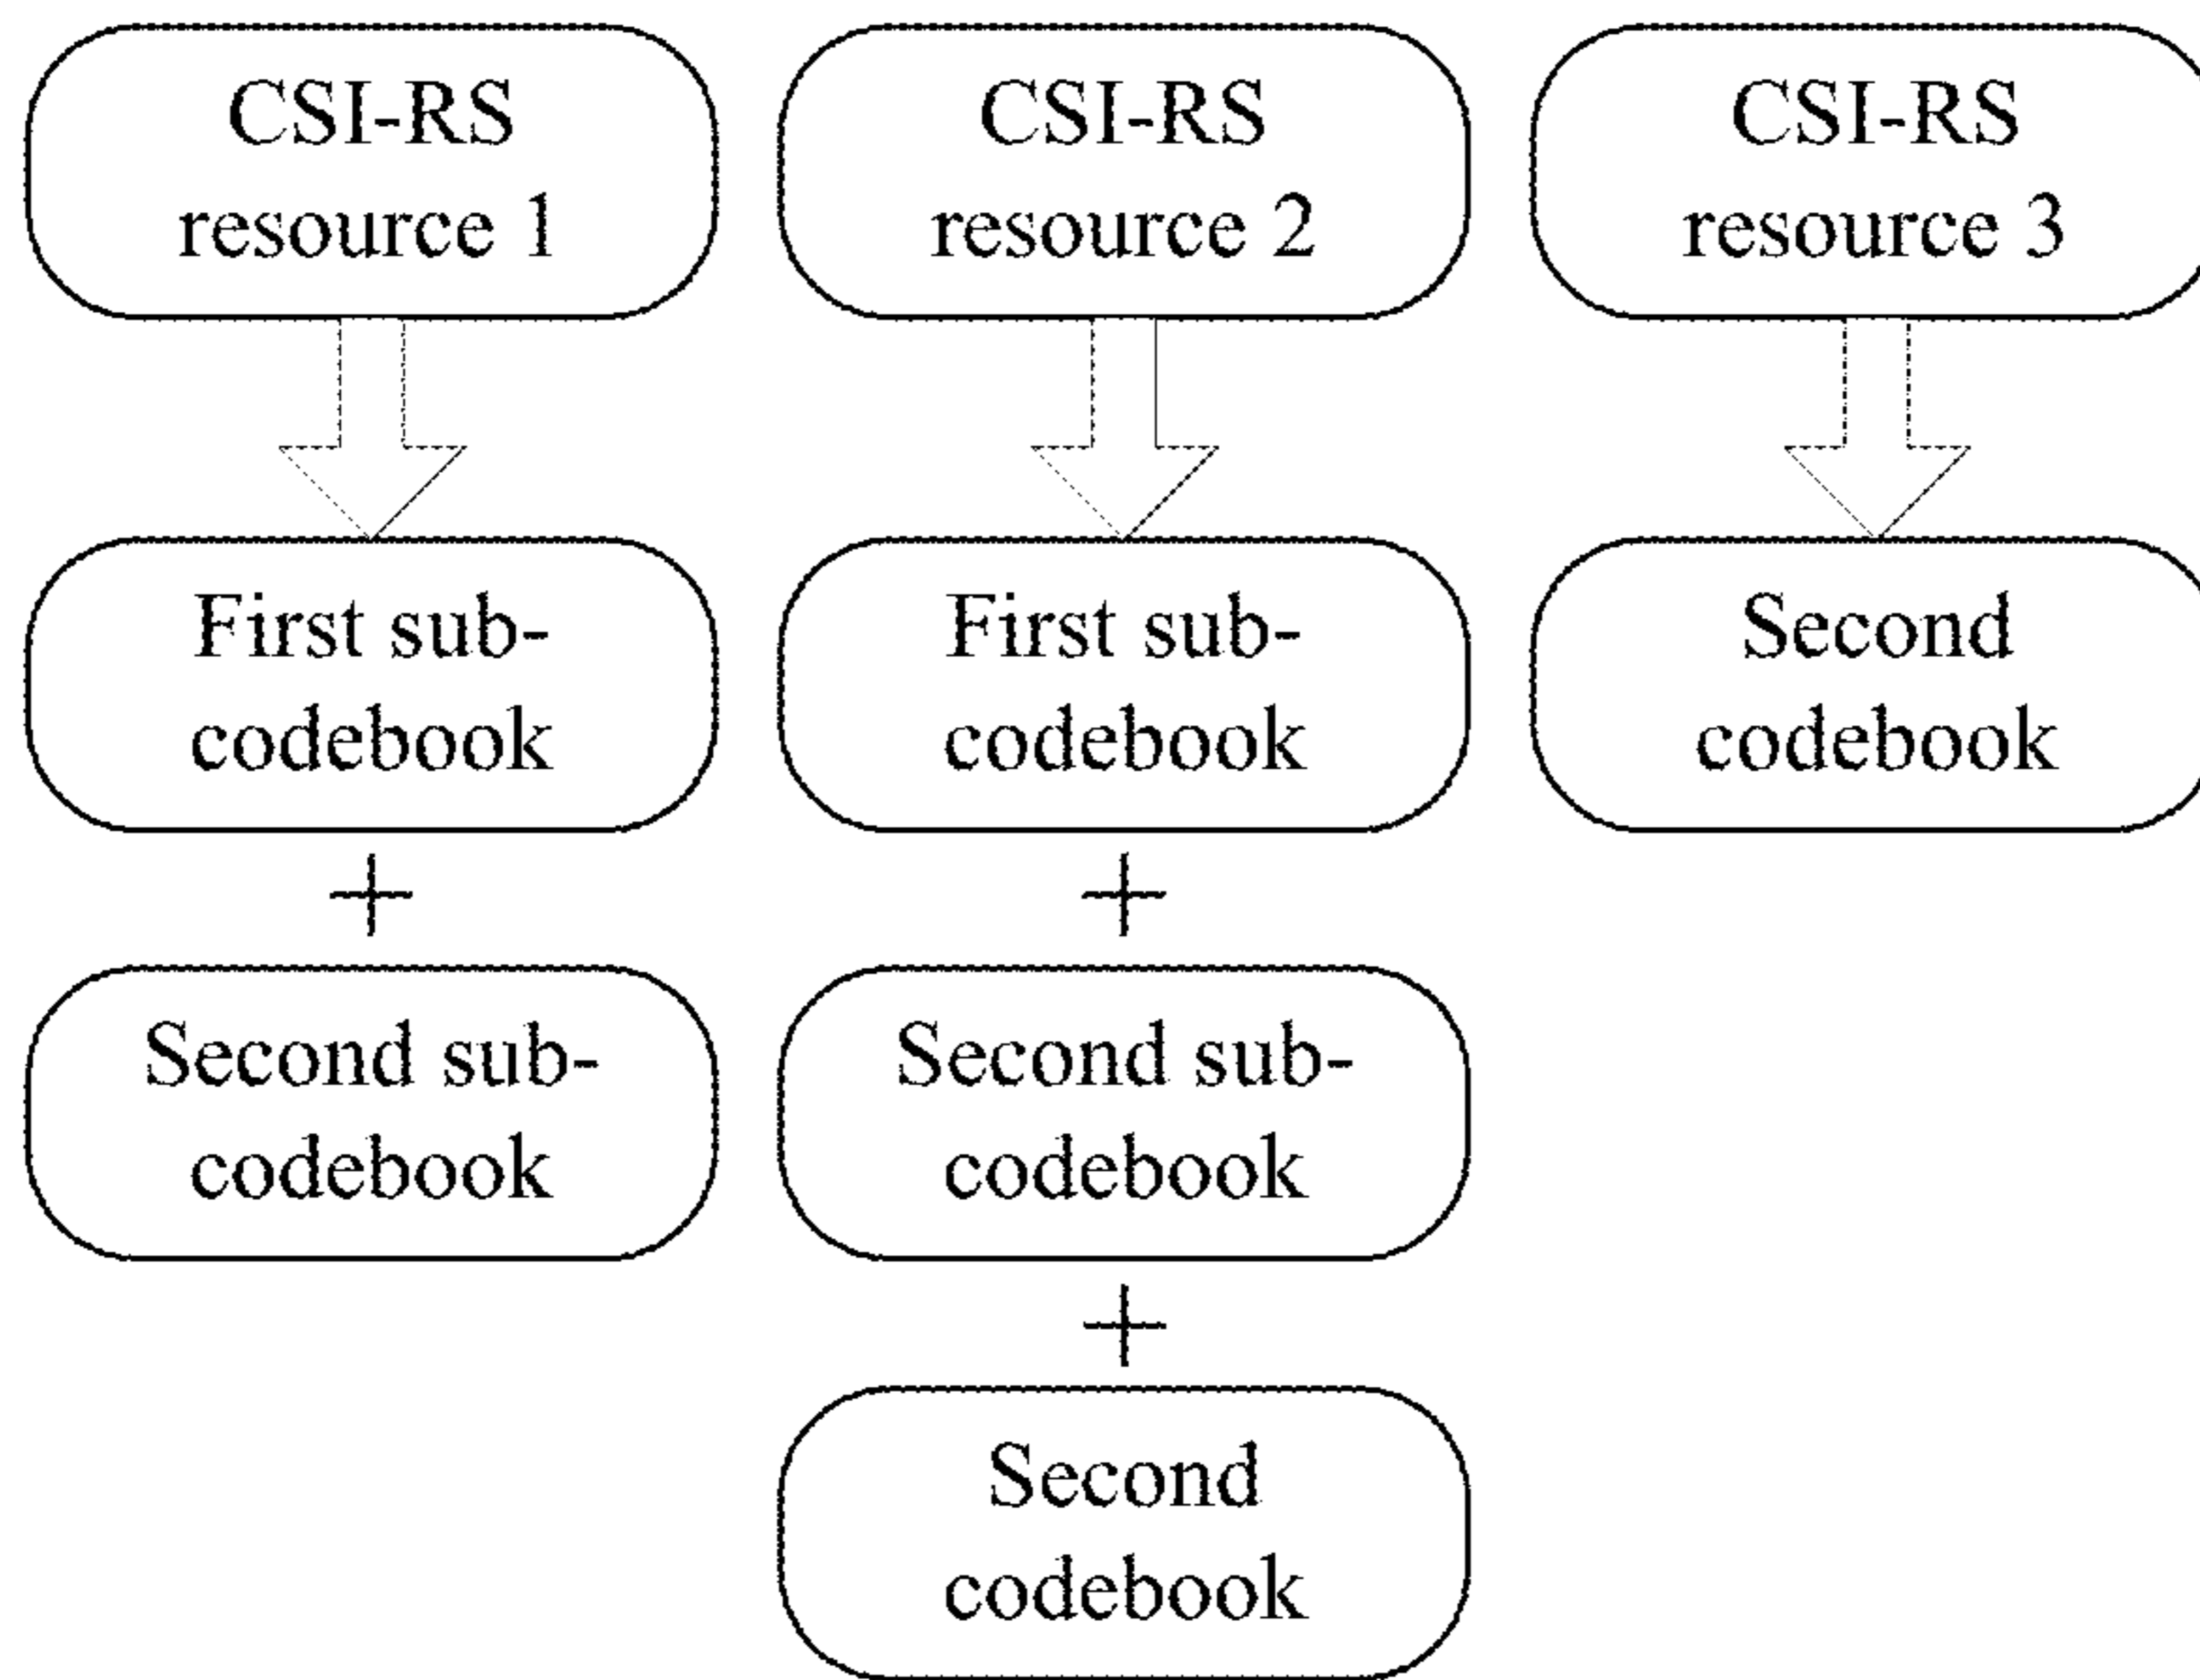 CSI-RS
resource 1
CSI-RS
resource 2
CSI-RS
resource 3
First sub-
codebook
First sub-
codebook
Second
codebook
+
+
Second sub-
codebook
Second sub-
codebook
+
Second
codebook